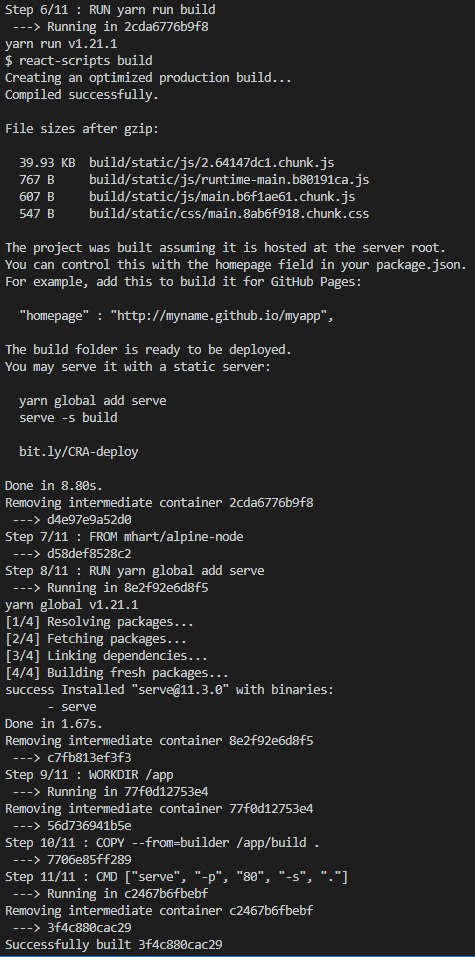 Step 6/11 : RUN yarn run build
---> Running in 2cda6776b9f8
yarn run v1.21.1
$ react-scripts build
Creating an optimized production build...
Compiled successfully.
File sizes after gzip:
39.93 KB  build/static/js/2.64147dc1.chunk.js
767 B     build/static/js/runtime-main.b80191ca.js
607 B     build/static/js/main.b6f1ae61.chunk.js
547 B     build/static/css/main.8ab6f918.chunk.css
The project was built assuming it is hosted at the server root.
You can control this with the homepage field in your package.json.
For example, add this to build it for GitHub Pages:
"homepage" : "http://myname.github.io/myapp",
The build folder is ready to be deployed.
You may serve it with a static server:
yarn global add serve
serve -s build
bit.ly/CRA-deploy
Done in 8.80s.
Removing intermediate container 2cda6776b9f8
---> d4e97e9a52d0
Step 7/11 : FROM mhart/alpine-node
---> d58def8528c2
Step 8/11 : RUN yarn global add serve
---> Running in 8e2f92e6d8f5
yarn global v1.21.1
[1/4] Resolving packages...
[2/4] Fetching packages...
[3/4] Linking dependencies...
[4/4] Building fresh packages...
success Installed "serve@11.3.0" with binaries:
- serve
Done in 1.67s.
Removing intermediate container 8e2f92e6d8f5
---> c7fb813ef3f3
Step 9/11 : WORKDIR /app
---> Running in 77f0d12753e4
Removing intermediate container 77f0d12753e4
---> 56d736941b5e
Step 10/11 : COPY --from=builder /app/build .
---> 7706e85ff289
Step 11/11 : CMD ["serve", "-p", "80", "-s", "."]
---> Running in c2467b6fbebf
Removing intermediate container c2467b6fbebf
---> 3f4c880cac29
Successfully built 3f4c880cac29